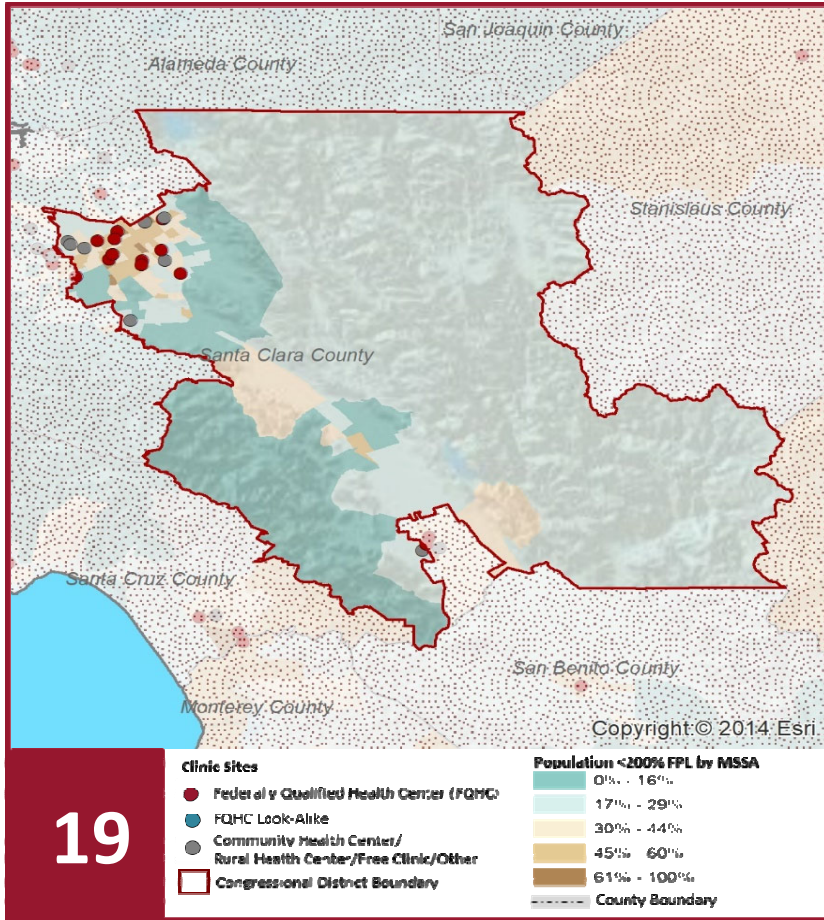 San Joaquin County
Alameda County
Stanislaus County
Santa Clara County
Santa Cruz County
San Benito County
Monterey County
Copyright:© 2014 Esri
19
Clinic Sites
Federally Qualified Health Center (FQHC)
FQHC Look-Alike
Community Health Center/
Rural Health Center/Free Clinic/Other
Congressional District Boundary
Population <200% FPL by MSSA
0% - 16%
17% - 29%
30% - 44%
45% - 60%
61% - 100%
County Boundary